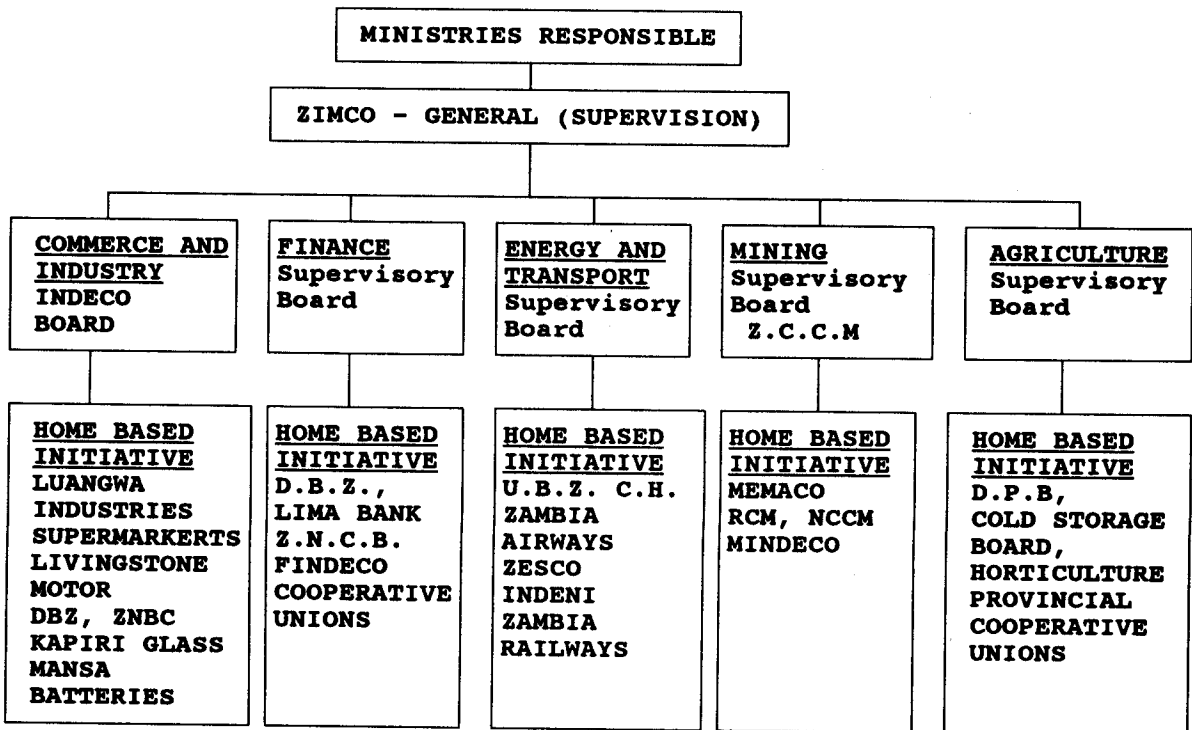 MINISTRIES RESPONSIBLE
ZIMCO - GENERAL (SUPERVISION)
COMMERCE AND
INDUSTRY
INDECO
BOARD
FINANCE
Supervisory
Board
ENERGY AND
TRANSPORT
Supervisory
Board
MINING
Supervisory
Board
Z.C.C.M
AGRICULTURE
Supervisory
Board
HOME BASED
INITIATIVE
LUANGWA
INDUSTRIES
SUPERMARKERTS
LIVINGSTONE
MOTOR
DBZ, ZNBC
KAPIRI GLASS
MANSA
BATTERIES
HOME BASED
INITIATIVE
D.B.Z.,
LIMA BANK
Z.N.C.B.
FINDECO
COOPERATIVE
UNIONS
HOME BASED
INITIATIVE
U.B.Z. C.H.
ZAMBIA
AIRWAYS
ZESCO
INDENI
ZAMBIA
RAILWAYS
HOME BASED
INITIATIVE
MEMACO
RCM, NCCM
MINDECO
HOME BASED
INITIATIVE
D.P.B,
COLD STORAGE
BOARD,
HORTICULTURE
PROVINCIAL
COOPERATIVE
UNIONS